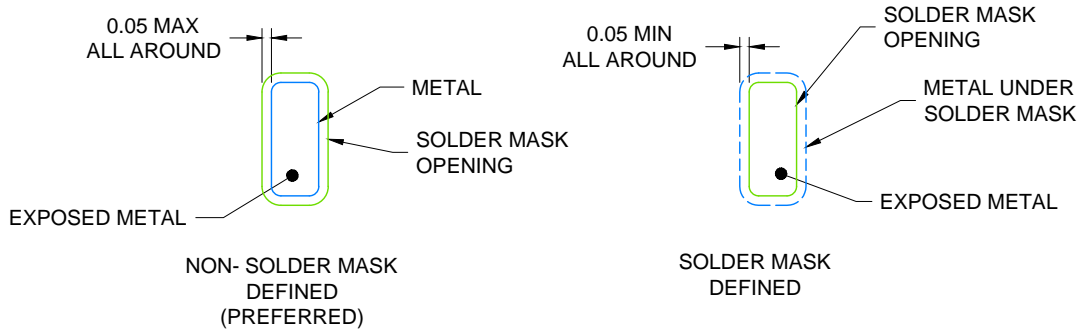 0.05 MAX
ALL AROUND
METAL
SOLDER MASK
OPENING
EXPOSED METAL
NON- SOLDER MASK
DEFINED
(PREFERRED)
0.05 MIN
ALL AROUND
SOLDER MASK
OPENING
METAL UNDER
SOLDER MASK
EXPOSED METAL
SOLDER MASK
DEFINED